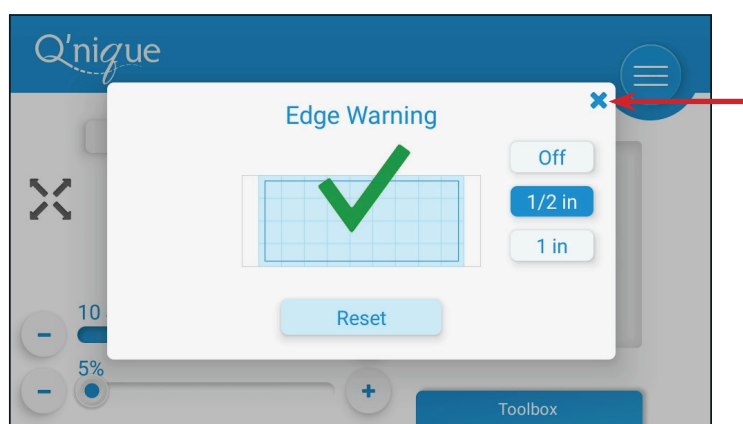 Q'nique
Edge Warning
Off
1/2 in
1 in
Reset
10
5%
Toolbox